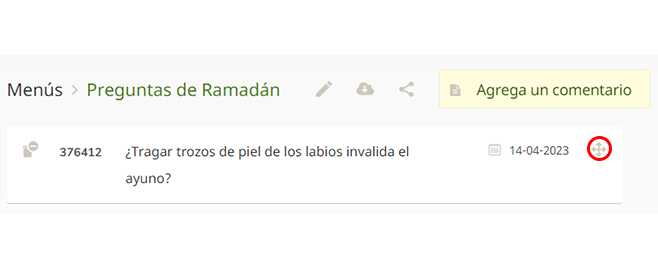 Menús > Preguntas de Ramadán
Agrega un comentario
376412
¿Tragar trozos de piel de los labios invalida el
ayuno?
14-04-2023